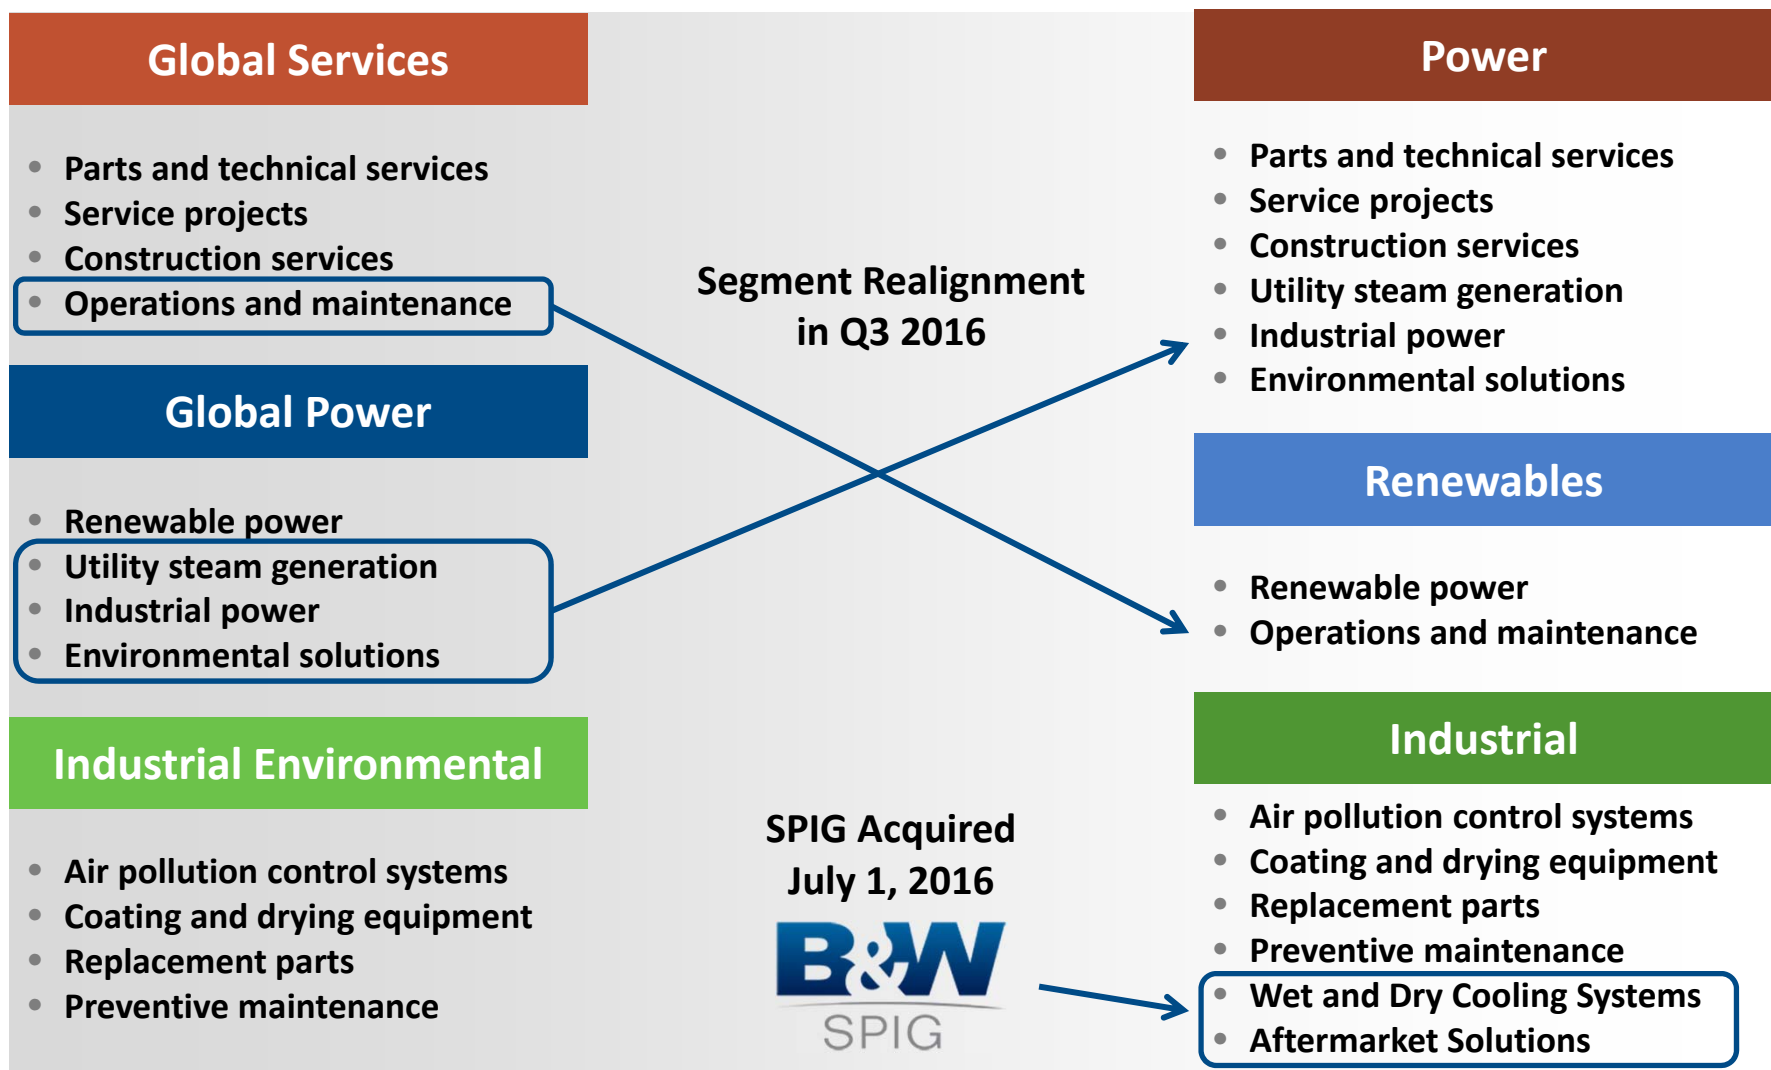 Global Services
• Parts and technical services
• Service projects
• Construction services
• Operations and maintenance
Global Power
• Renewable power
• Utility steam generation
• Industrial power
• Environmental solutions
Industrial Environmental
• Air pollution control systems
• Coating and drying equipment
• Replacement parts
• Preventive maintenance
Segment Realignment
in Q3 2016
SPIG Acquired
July 1, 2016
B&W
SPIG
Power
• Parts and technical services
• Service projects
• Construction services
• Utility steam generation
• Industrial power
• Environmental solutions
Renewables
• Renewable power
• Operations and maintenance
Industrial
• Air pollution control systems
• Coating and drying equipment
• Replacement parts
• Preventive maintenance
• Wet and Dry Cooling Systems
• Aftermarket Solutions